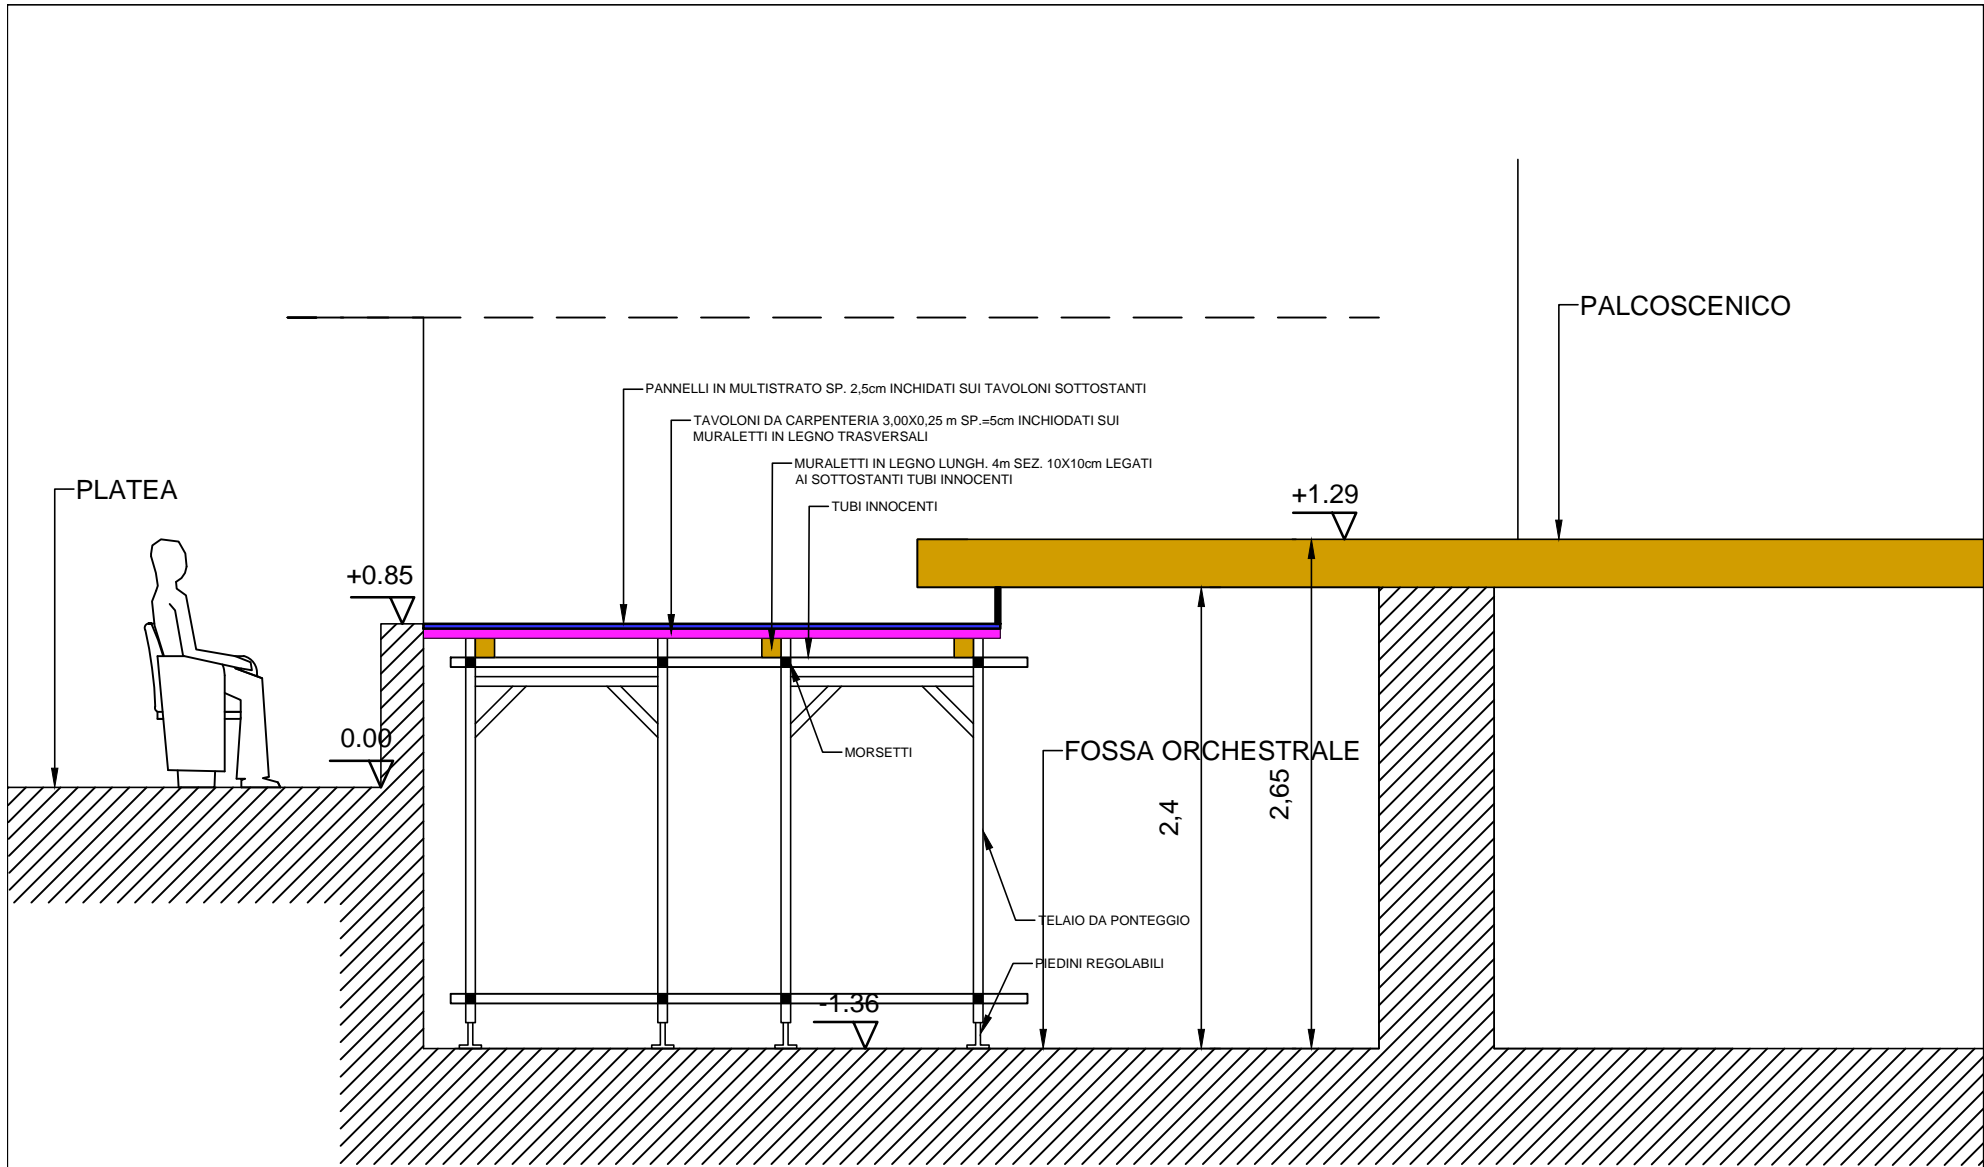 PALCOSCENICO
PANNELLI IN MULTISTRATO SP. 2,5cm INCHIDATI SUI TAVOLONI SOTTOSTANTI
TAVOLONI DA CARPENTERIA 3,00X0,25 m SP.=5cm INCHIODATI SUI
MURALETTI IN LEGNO TRASVERSALI
MURALETTI IN LEGNO LUNGH. 4m SEZ. 10X10cm LEGATI
AI SOTTOSTANTI TUBI INNOCENTI
PLATEA
+1.29
TUBI INNOCENTI
+0.85
0.00
MORSETTI
FOSSA ORCHESTRALE
2,4
2,65
TELAIO DA PONTEGGIO
PIEDINI REGOLABILI
-1.36